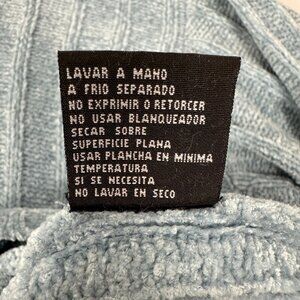 LAVAR A MANO
A FRIO SEPARADO
NO EXPRIMIR O RETORCER
NO USAR BLANQUEADOR
SECAR SOBRE
SUPERFICIE PLANA
USAR PLANCHA EN MINIMA
TEMPERATURA
SI SE NECESITA
NO LAVAR EN SECO